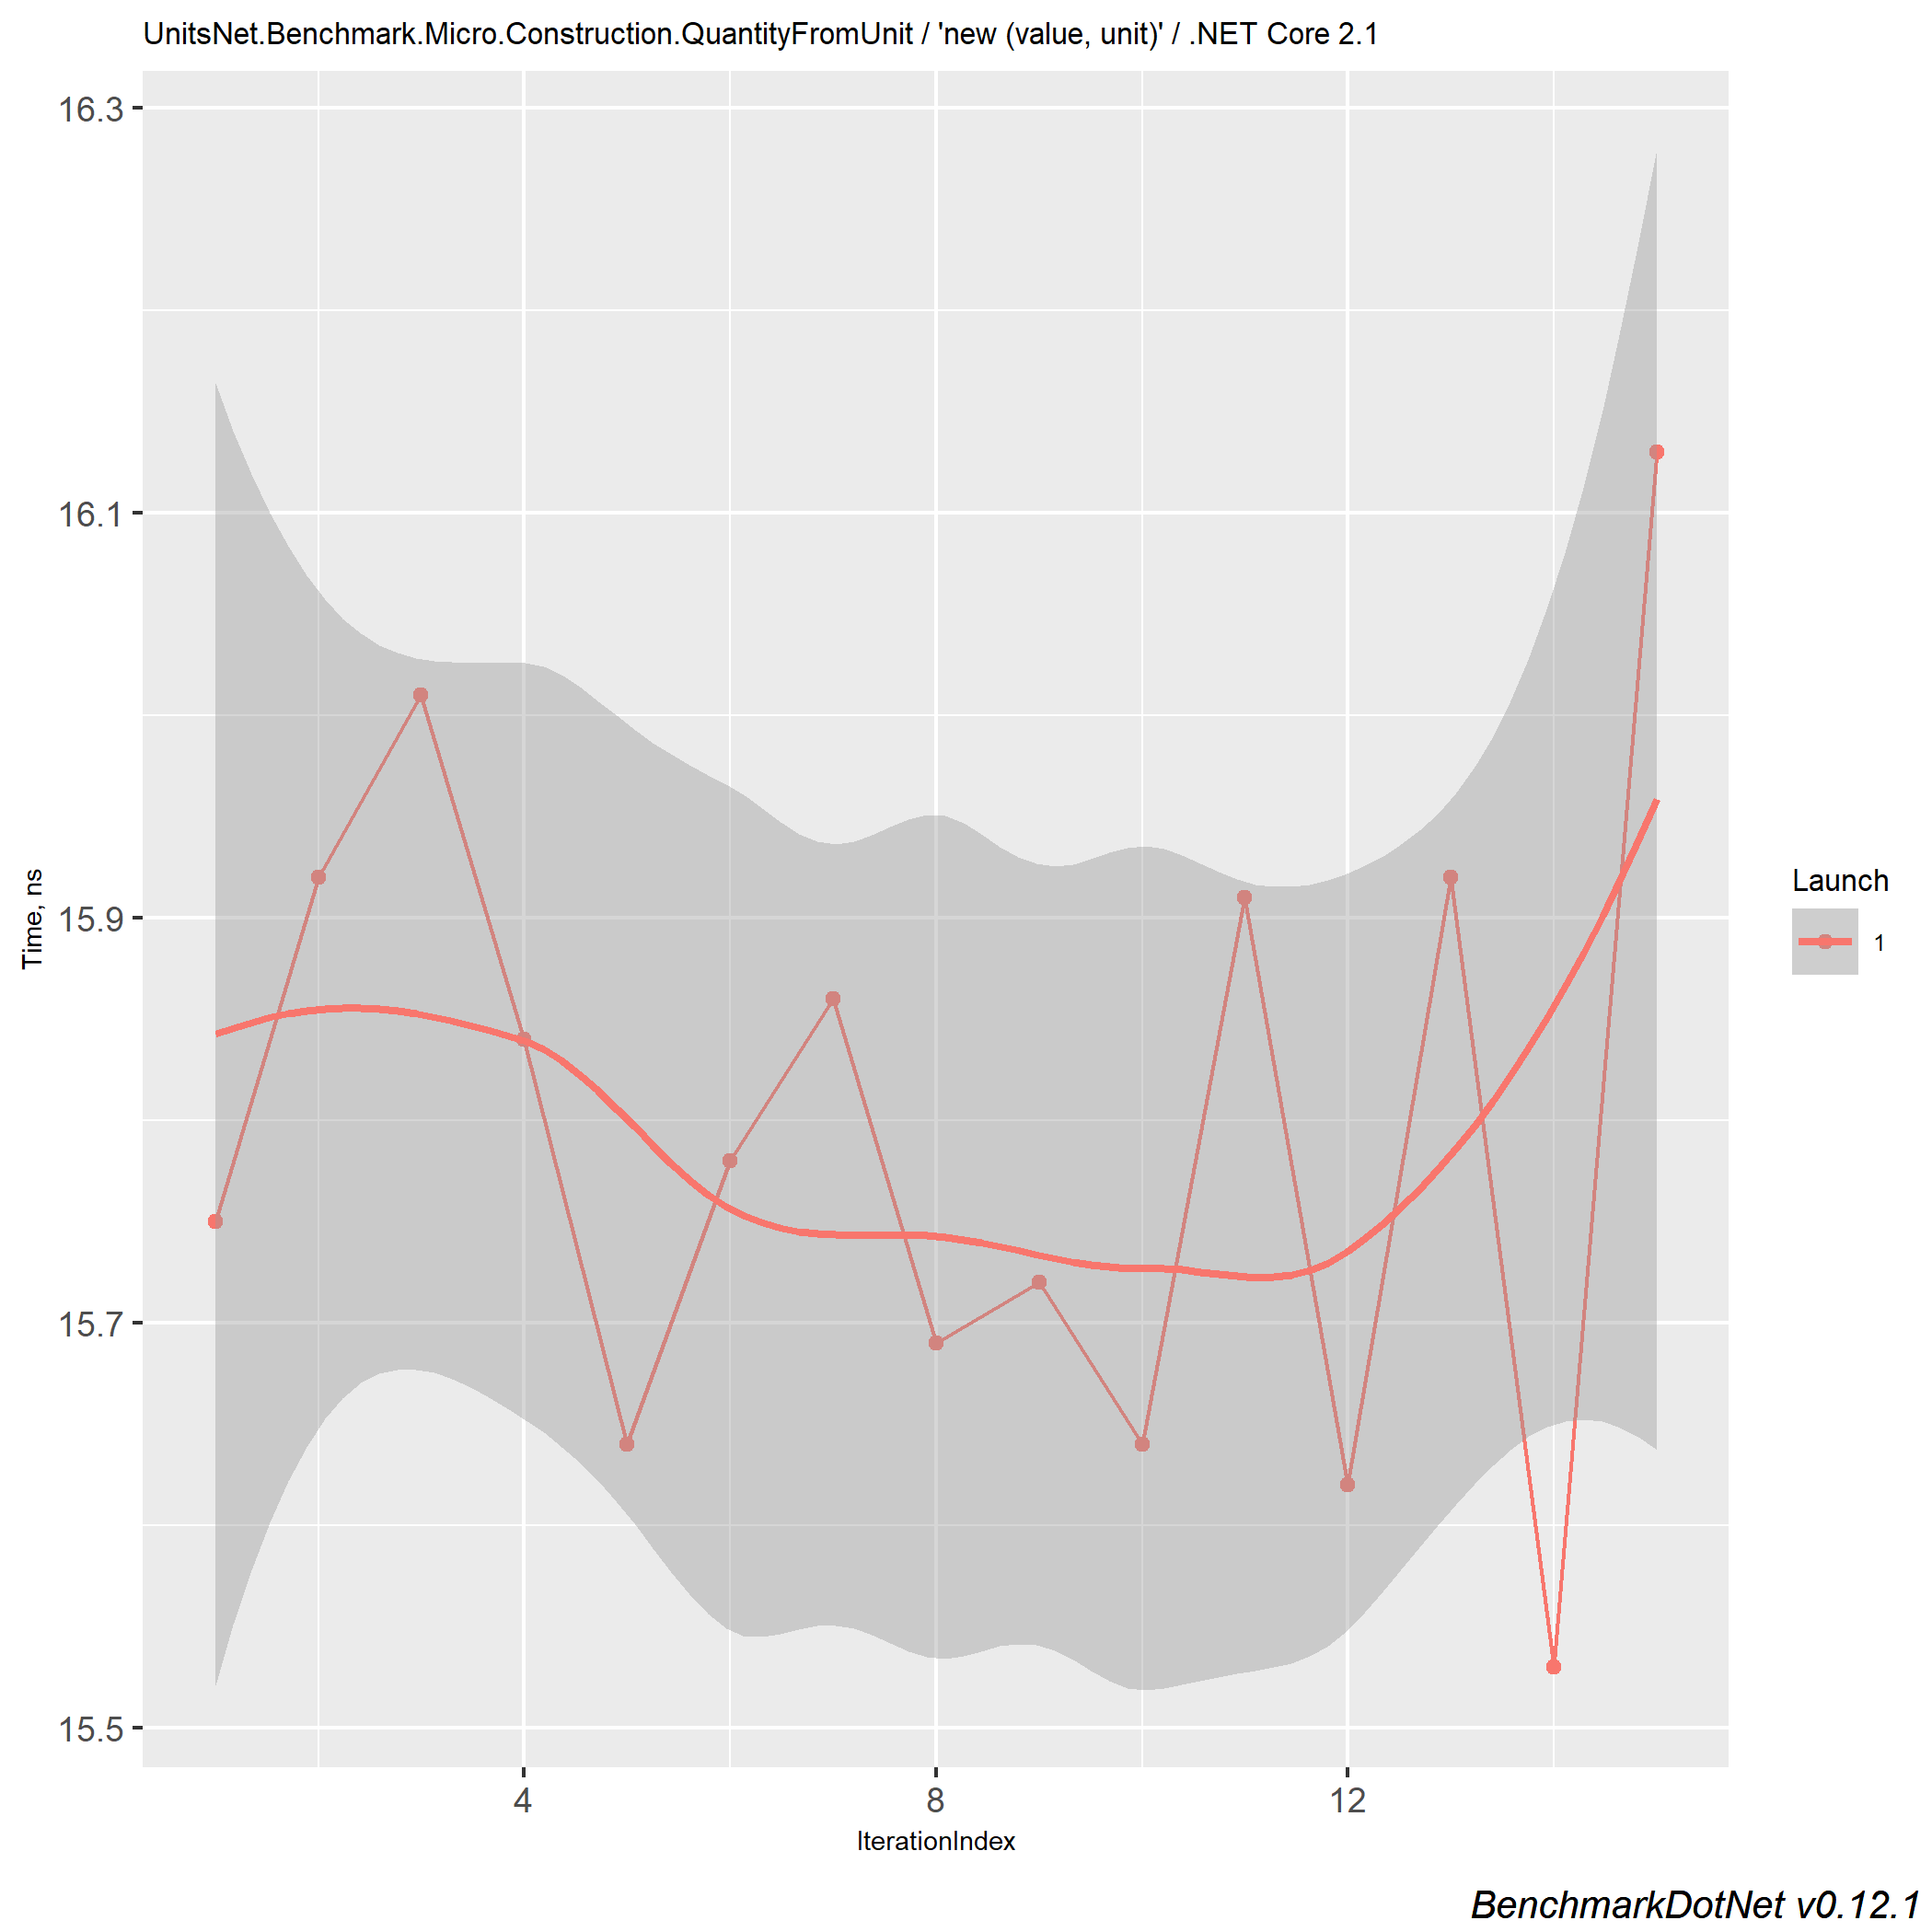 UnitsNet.Benchmark.Micro.Construction.QuantityFromUnit / 'new (value, unit)' / .NET Core 2.1
16.3
16.1
15.9
15.7
15.5
Time, ns
4 8 12
IterationIndex
Launch
1
BenchmarkDotNet v0.12.1